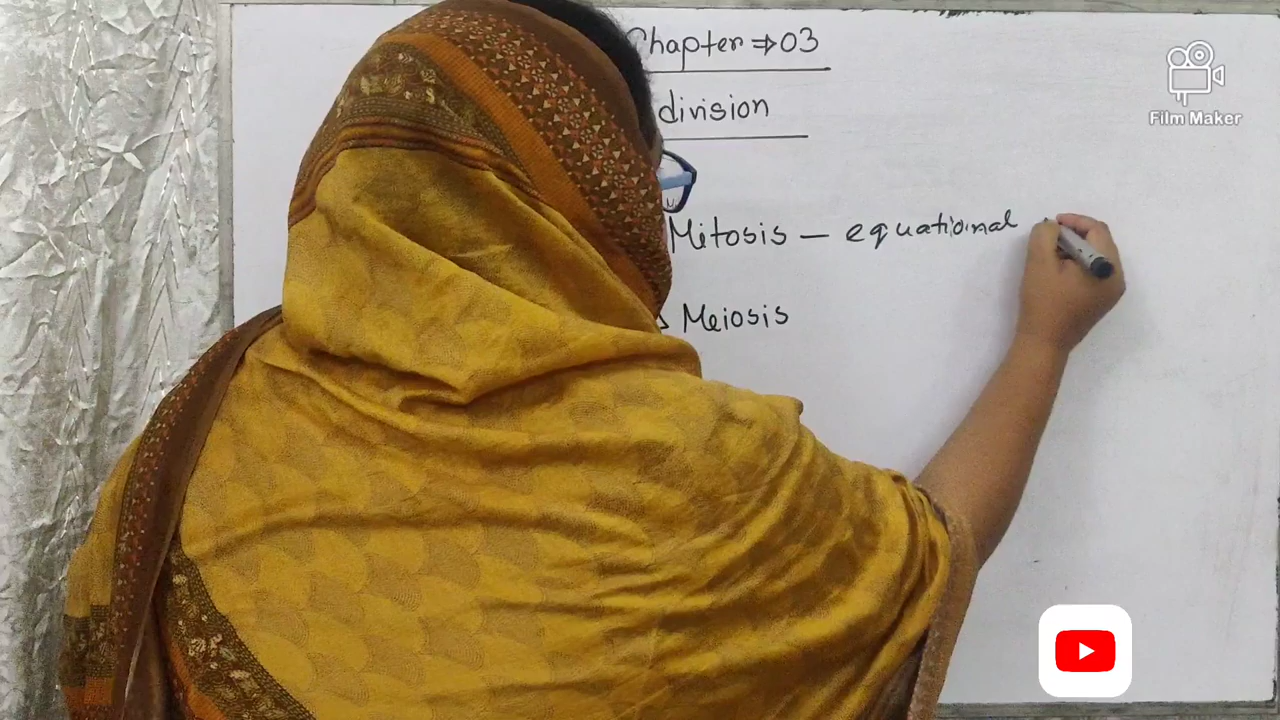 Chapter ⇒ 03
Film Maker
division
Mitosis — equational
Meiosis